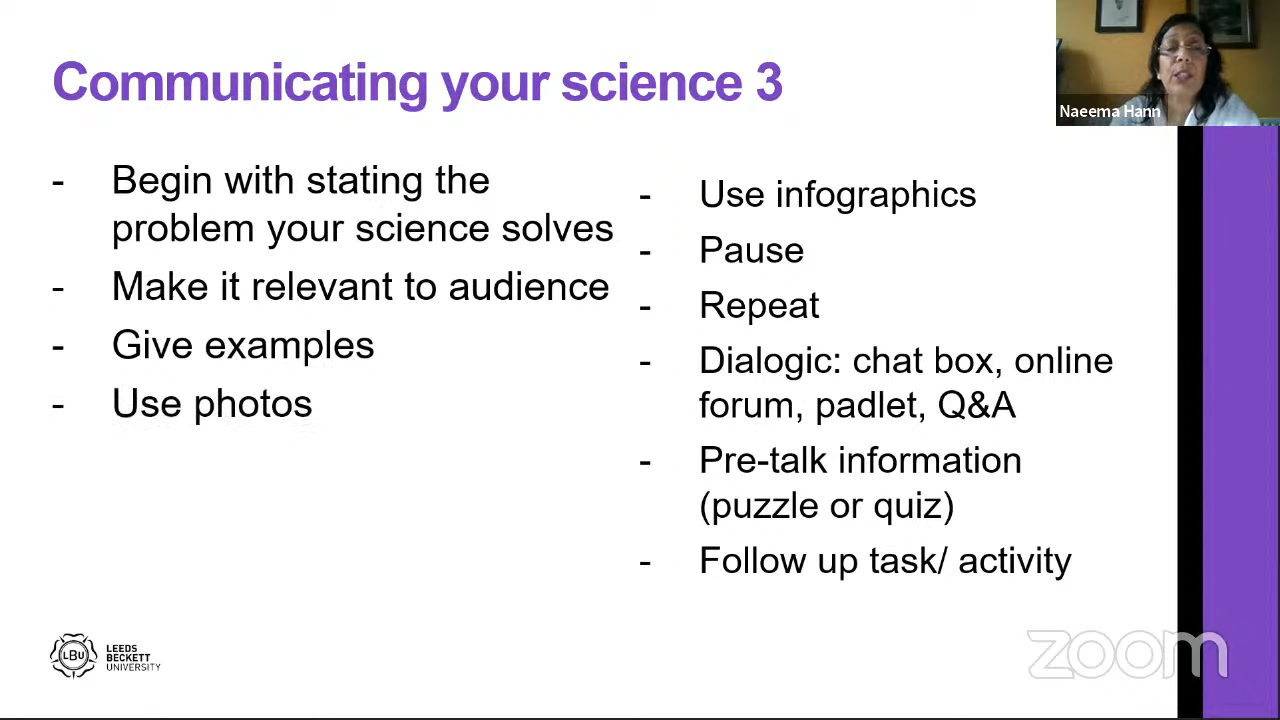 Communicating your science 3
- Begin with stating the
problem your science solves
- Make it relevant to audience
- Give examples
- Use photos
- Use infographics
- Pause
- Repeat
- Dialogic: chat box, online
forum, padlet, Q&A
- Pre-talk information
(puzzle or quiz)
- Follow up task/ activity
Naeema Hann
LBU
LEEDS
BECKETT
UNIVERSITY
zoom